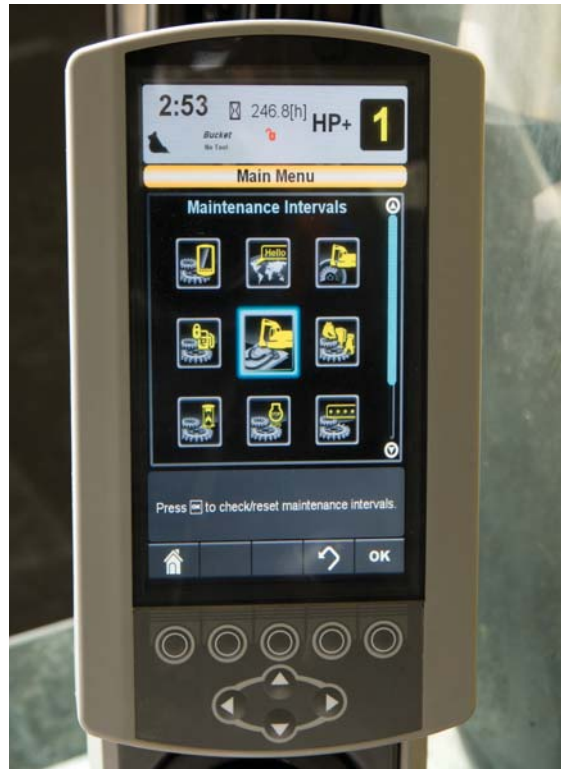 2:53
246.8[h]
HP+
1
Bucket
No Tool
Main Menu
Maintenance Intervals
Hello
Press OK to check/reset maintenance intervals.
OK